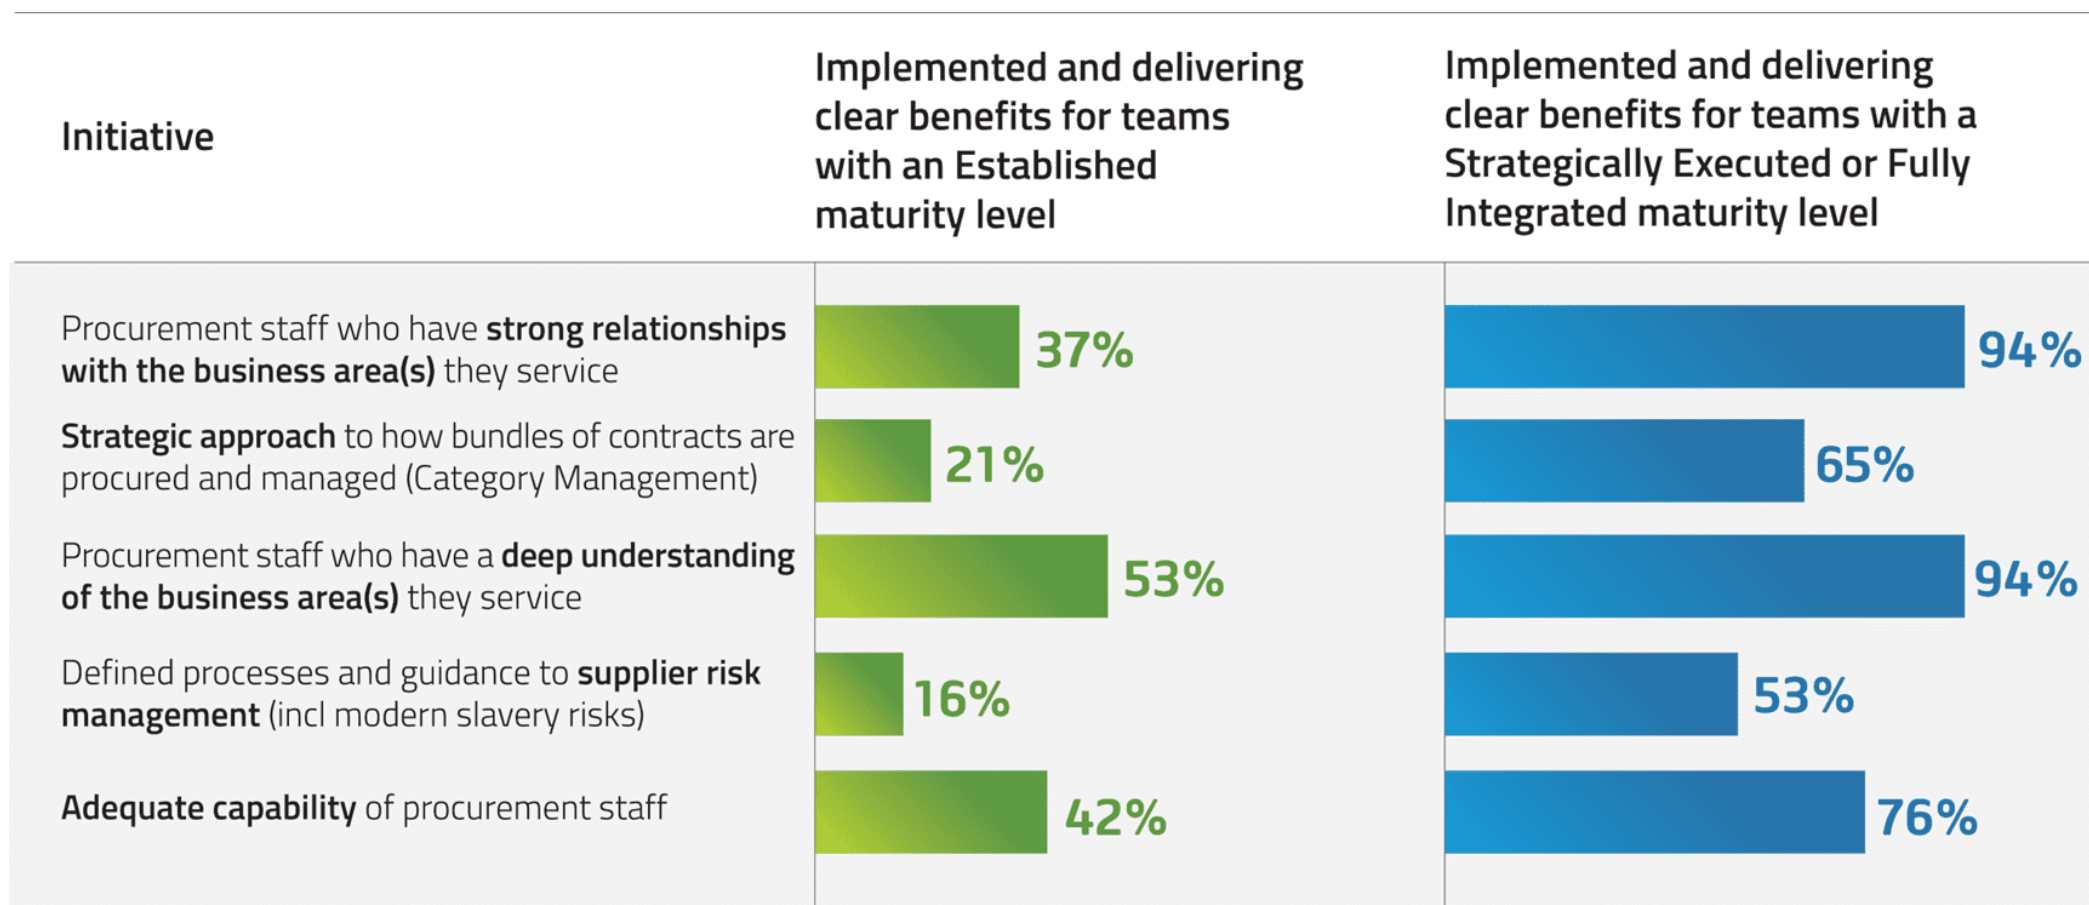 Initiative
Implemented and delivering
clear benefits for teams
with an Established
maturity level
Implemented and delivering
clear benefits for teams with a
Strategically Executed or Fully
Integrated maturity level
Procurement staff who have strong relationships
with the business area(s) they service
37%
94%
Strategic approach to how bundles of contracts are
procured and managed (Category Management)
21%
65%
Procurement staff who have a deep understanding
of the business area(s) they service
53%
94%
Defined processes and guidance to supplier risk
management (incl modern slavery risks)
16%
53%
Adequate capability of procurement staff
42%
76%